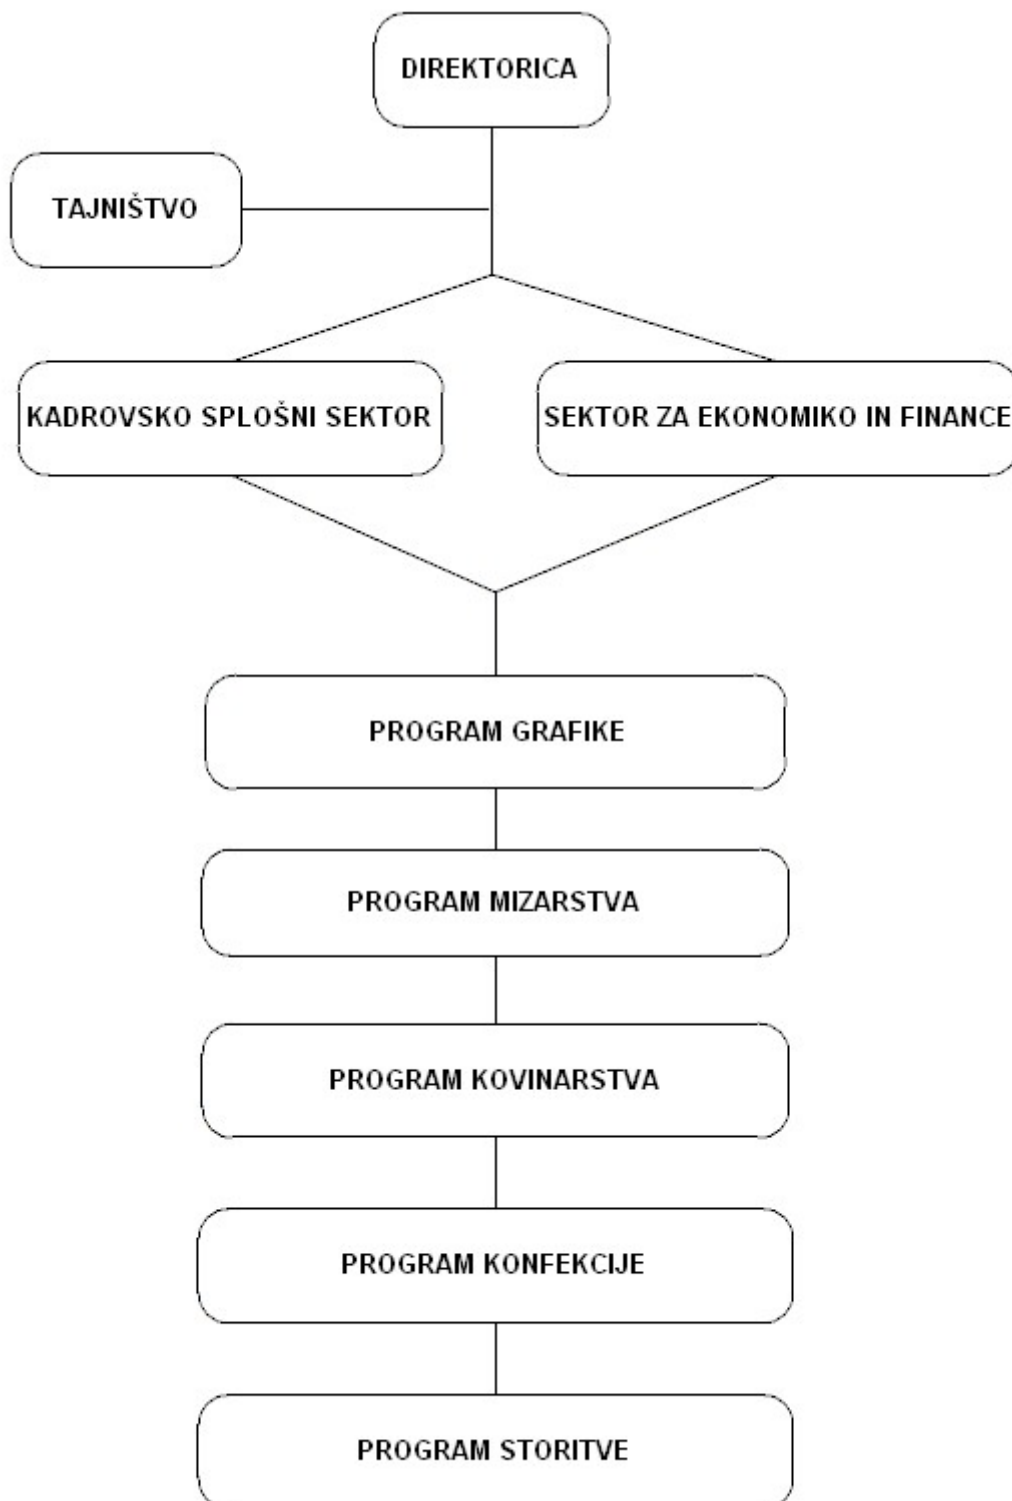 DIREKTORICA
TAJNIŠTVO
KADROVSKO SPLOŠNI SEKTOR
SEKTOR ZA EKONOMIKO IN FINANCE
PROGRAM GRAFIKE
PROGRAM MIZARSTVA
PROGRAM KOVINARSTVA
PROGRAM KONFEKCIJE
PROGRAM STORITVE